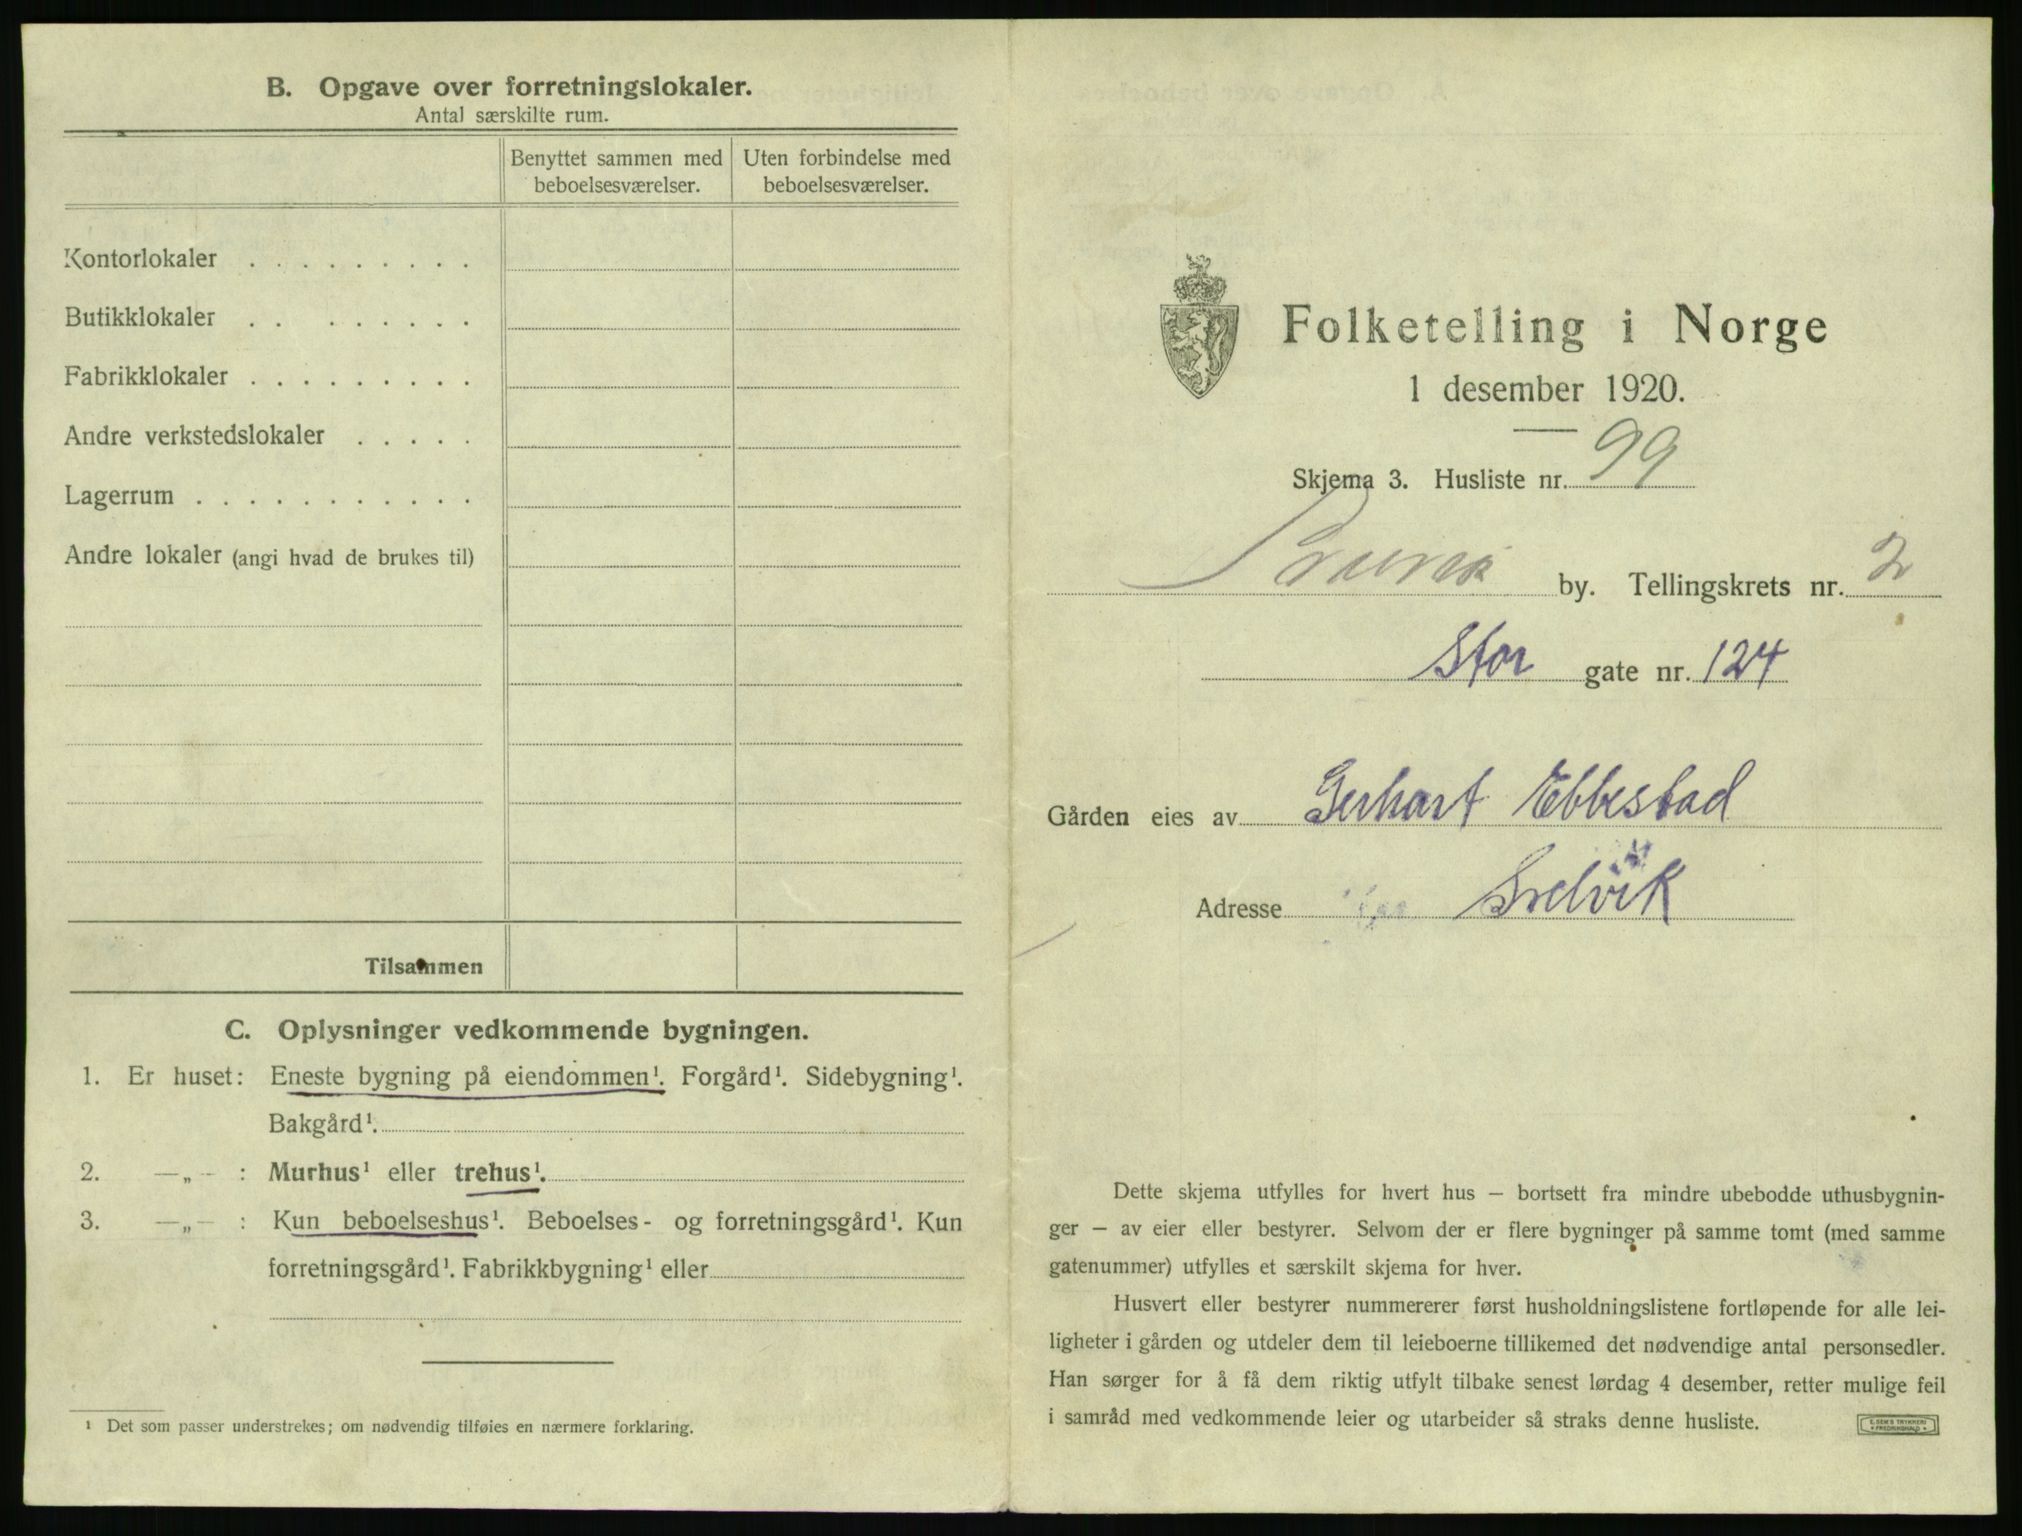 B. Opgave over forretningslokaler.
Antal særskilte rum.
Benyttet sammen med beboelsesværelser.
Uten forbindelse med beboelsesværelser.
Kontorlokaler . . . . . . . . .
Butikklokaler . . . . . . . .
Fabrikklokaler . . . . . . . . .
Andre verkstedslokaler . . . . .
Lagerrum . . . . . . . . . . .
Andre lokaler (angi hvad de brukes til)
Tilsammen
C. Oplysninger vedkommende bygningen.
1. Er huset: Eneste bygning på eiendommen¹. Forgård¹. Sidebygning¹.
Bakgård¹.
2. —„— : Murhus¹ eller trehus¹.
3. —„— : Kun beboelseshus¹. Beboelses- og forretningsgård¹. Kun
forretningsgård¹. Fabrikkbygning¹ eller
¹ Det som passer understrekes; om nødvendig tilføies en nærmere forklaring.
Folketelling i Norge
1 desember 1920.
Skjema 3. Husliste nr. 99
by. Tellingskrets nr. 2
Stor gate nr. 124
Gården eies av Gerhart Ebbestad
Adresse Svelvik
Dette skjema utfylles for hvert hus – bortsett fra mindre ubebodde uthusbygnin-
ger – av eier eller bestyrer. Selvom der er flere bygninger på samme tomt (med samme
gatenummer) utfylles et særskilt skjema for hver.
Husvert eller bestyrer nummererer først husholdningslistene fortløpende for alle lei-
ligheter i gården og utdeler dem til leieboerne tillikemed det nødvendige antal personsedler.
Han sørger for å få dem riktig utfylt tilbake senest lørdag 4 desember, retter mulige feil
i samråd med vedkommende leier og utarbeider så straks denne husliste.
E. SEM'S TRYKKERI
FREDRIKSHALD